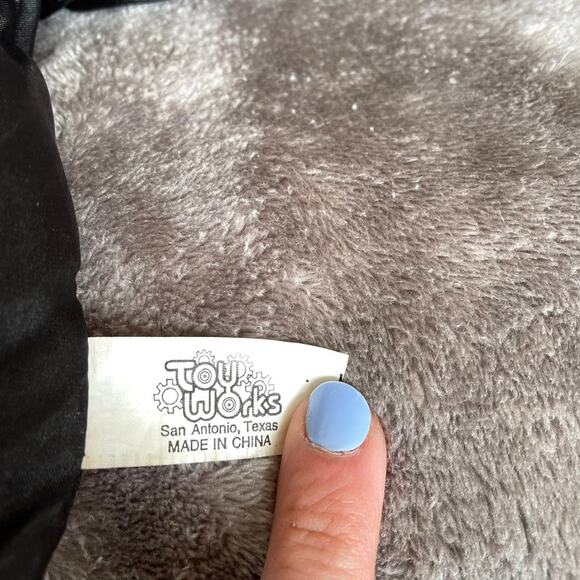 Toy
Works
San Antonio, Texas
MADE IN CHINA